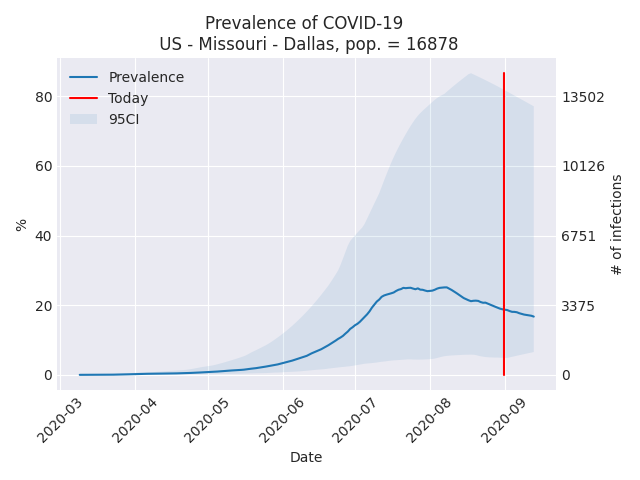 Prevalence of COVID-19
US - Missouri - Dallas, pop. = 16878
Prevalence
Today
95CI
80
60
40
20
0
%
13502
10126
6751
3375
0
# of infections
2020-03
2020-04
2020-05
2020-06
2020-07
2020-08
2020-09
Date